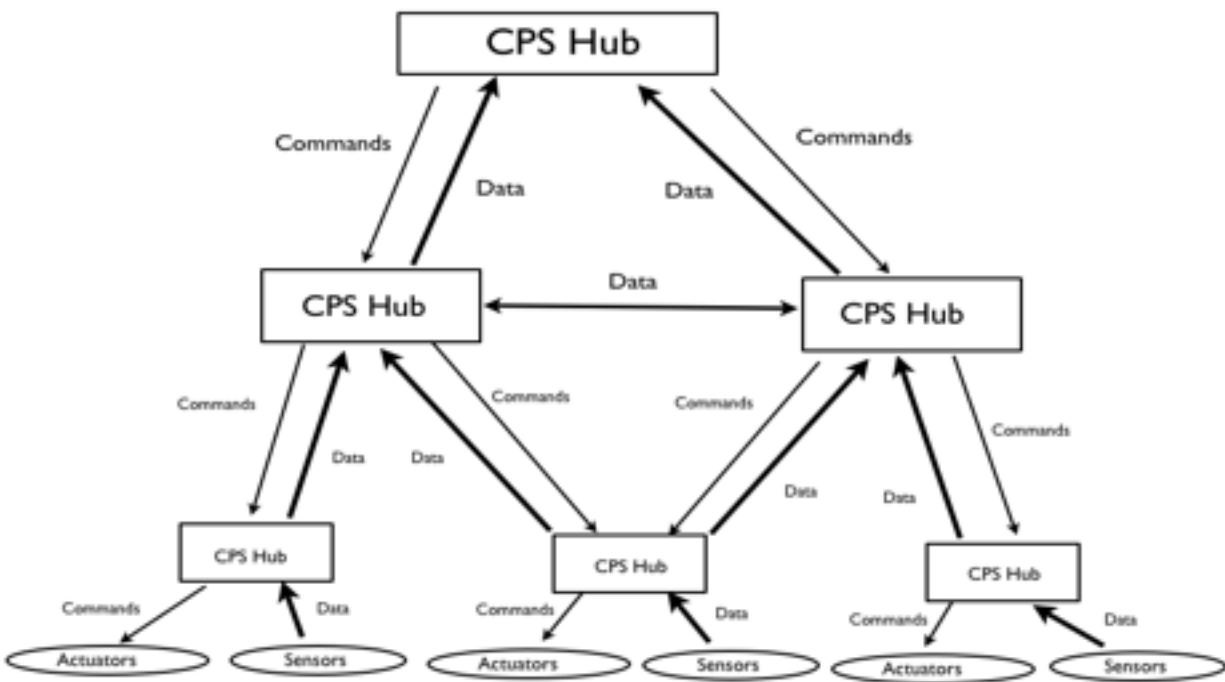 CPS Hub
Commands
Commands
Data
Data
Data
CPS Hub
CPS Hub
Commands
Commands
Commands
Commands
Data
Data
Data
Data
CPS Hub
CPS Hub
CPS Hub
Commands
Data
Commands
Data
Commands
Data
Actuators
Sensors
Actuators
Sensors
Actuators
Sensors